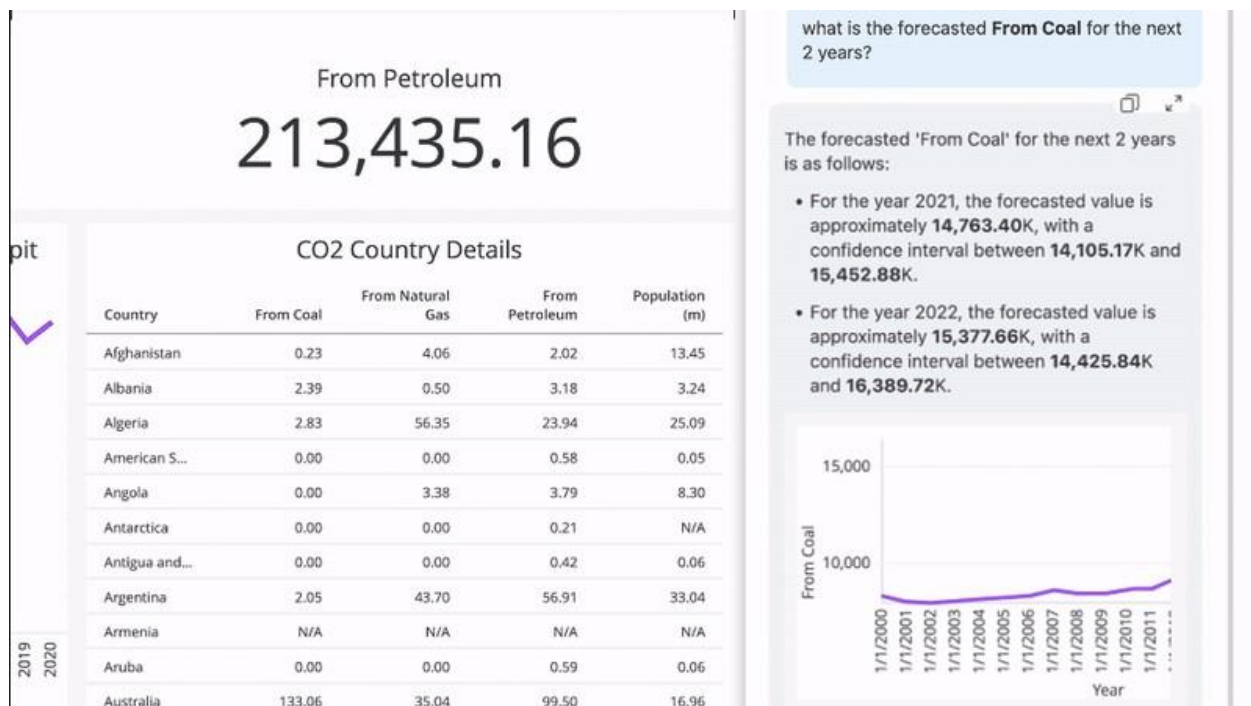 From Petroleum
213,435.16
pit
2019
2020
CO2 Country Details
Country From Coal From Natural Gas From Petroleum Population (m)
Afghanistan 0.23 4.06 2.02 13.45
Albania 2.39 0.50 3.18 3.24
Algeria 2.83 56.35 23.94 25.09
American S... 0.00 0.00 0.58 0.05
Angola 0.00 3.38 3.79 8.30
Antarctica 0.00 0.00 0.21 N/A
Antigua and... 0.00 0.00 0.42 0.06
Argentina 2.05 43.70 56.91 33.04
Armenia N/A N/A N/A N/A
Aruba 0.00 0.00 0.59 0.06
Australia 133.06 35.04 99.50 16.96
what is the forecasted From Coal for the next
2 years?
The forecasted 'From Coal' for the next 2 years
is as follows:
• For the year 2021, the forecasted value is
approximately 14,763.40K, with a
confidence interval between 14,105.17K and
15,452.88K.
• For the year 2022, the forecasted value is
approximately 15,377.66K, with a
confidence interval between 14,425.84K
and 16,389.72K.
15,000
10,000
From Coal
1/1/2000
1/1/2001
1/1/2002
1/1/2003
1/1/2004
1/1/2005
1/1/2006
1/1/2007
1/1/2008
1/1/2009
1/1/2010
1/1/2011
Year